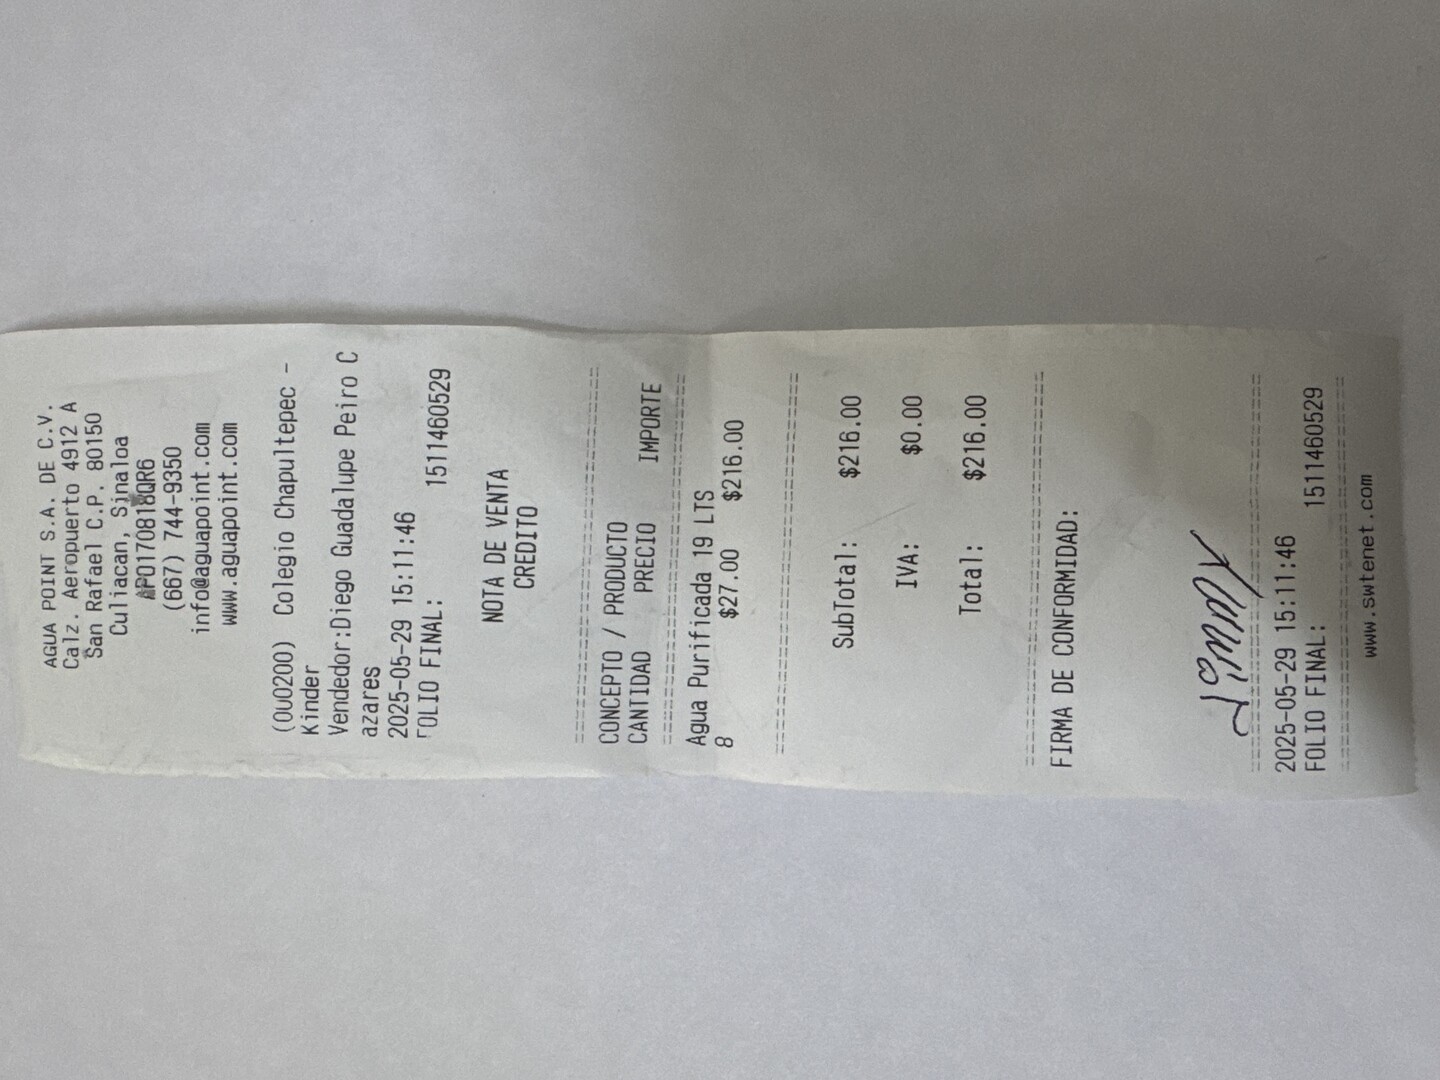 AGUA POINT S.A. DE C.V.
Calz. Aeropuerto 4912 A
San Rafael C.P. 80150
Culiacan, Sinaloa
APO170818QR6
(667) 744-9350
info@aguapoint.com
www.aguapoint.com
(000200) Colegio Chapultepec -
Kinder
Vendedor:Diego Guadalupe Peiro C
azares
2025-05-29 15:11:46
FOLIO FINAL: 1511460529
NOTA DE VENTA
CREDITO
CONCEPTO / PRODUCTO
CANTIDAD PRECIO IMPORTE
Agua Purificada 19 LTS
8 $27.00 $216.00
SubTotal: $216.00
IVA: $0.00
Total: $216.00
FIRMA DE CONFORMIDAD:
2025-05-29 15:11:46
FOLIO FINAL: 1511460529
www.swtenet.com